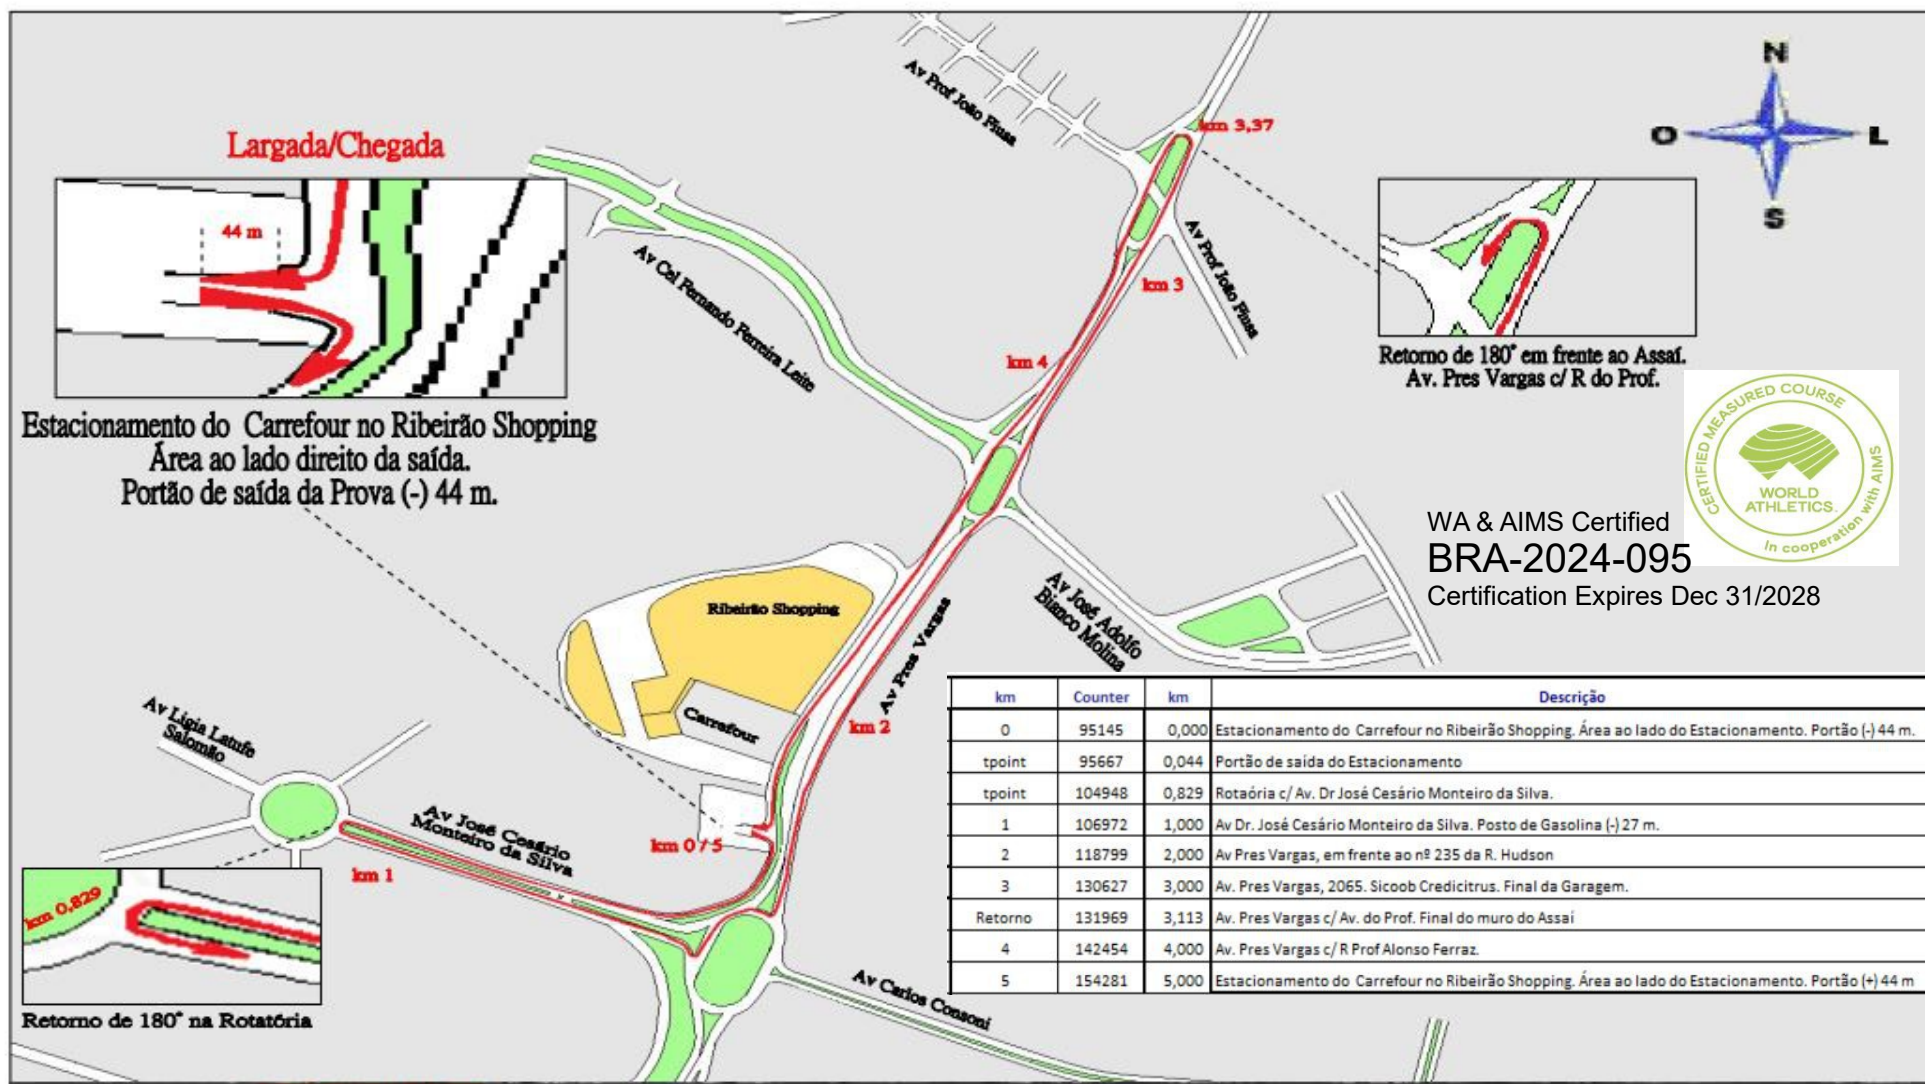 Av Prof João Fiusa
N
O
L
S
km 3,37
Largada/Chegada
44 m
Av Cel Fernando Ferreira Leite
Av Prof João Fiusa
km 3
km 4
Retorno de 180° em frente ao Assaí.
Av. Pres Vargas c/ R do Prof.
Estacionamento do Carrefour no Ribeirão Shopping
Área ao lado direito da saída.
Portão de saída da Prova (-) 44 m.
CERTIFIED MEASURED COURSE
WORLD
ATHLETICS.
In cooperation with AIMS
WA & AIMS Certified
BRA-2024-095
Certification Expires Dec 31/2028
Ribeirão Shopping
Av José Adolfo
Bianco Molina
Av Pres Vargas
Carrefour
km 2
Av Ligia Latufe
Salomão
Av José Cesário
Monteiro da Silva
km 0 / 5
km 1
km 0,829
Retorno de 180° na Rotatória
Av Carlos Consoni
km Counter km Descrição
0 95145 0,000 Estacionamento do Carrefour no Ribeirão Shopping. Área ao lado do Estacionamento. Portão (-) 44 m.
tpoint 95667 0,044 Portão de saída do Estacionamento
tpoint 104948 0,829 Rotaória c/ Av. Dr José Cesário Monteiro da Silva.
1 106972 1,000 Av Dr. José Cesário Monteiro da Silva. Posto de Gasolina (-) 27 m.
2 118799 2,000 Av Pres Vargas, em frente ao nº 235 da R. Hudson
3 130627 3,000 Av. Pres Vargas, 2065. Sicoob Credicitrus. Final da Garagem.
Retorno 131969 3,113 Av. Pres Vargas c/ Av. do Prof. Final do muro do Assaí
4 142454 4,000 Av. Pres Vargas c/ R Prof Alonso Ferraz.
5 154281 5,000 Estacionamento do Carrefour no Ribeirão Shopping. Área ao lado do Estacionamento. Portão (+) 44 m